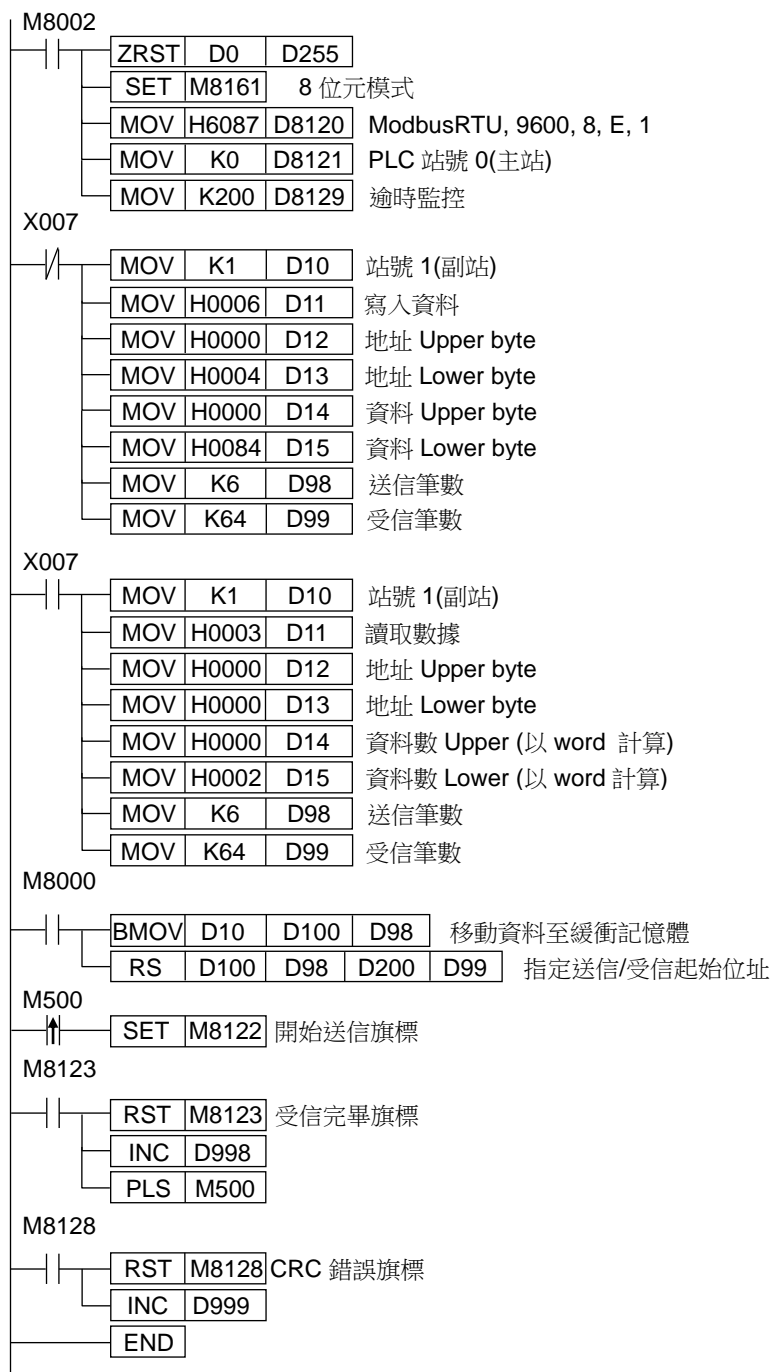 M8002
ZRST D0 D255
SET M8161 8 位元模式
MOV H6087 D8120 ModbusRTU, 9600, 8, E, 1
MOV K0 D8121 PLC 站號 0(主站)
MOV K200 D8129 逾時監控
X007
MOV K1 D10 站號 1(副站)
MOV H0006 D11 寫入資料
MOV H0000 D12 地址 Upper byte
MOV H0004 D13 地址 Lower byte
MOV H0000 D14 資料 Upper byte
MOV H0084 D15 資料 Lower byte
MOV K6 D98 送信筆數
MOV K64 D99 受信筆數
X007
MOV K1 D10 站號 1(副站)
MOV H0003 D11 讀取數據
MOV H0000 D12 地址 Upper byte
MOV H0000 D13 地址 Lower byte
MOV H0000 D14 資料數 Upper (以 word 計算)
MOV H0002 D15 資料數 Lower (以 word 計算)
MOV K6 D98 送信筆數
MOV K64 D99 受信筆數
M8000
BMOV D10 D100 D98 移動資料至緩衝記憶體
RS D100 D98 D200 D99 指定送信/受信起始位址
M500
SET M8122 開始送信旗標
M8123
RST M8123 受信完畢旗標
INC D998
PLS M500
M8128
RST M8128 CRC 錯誤旗標
INC D999
END